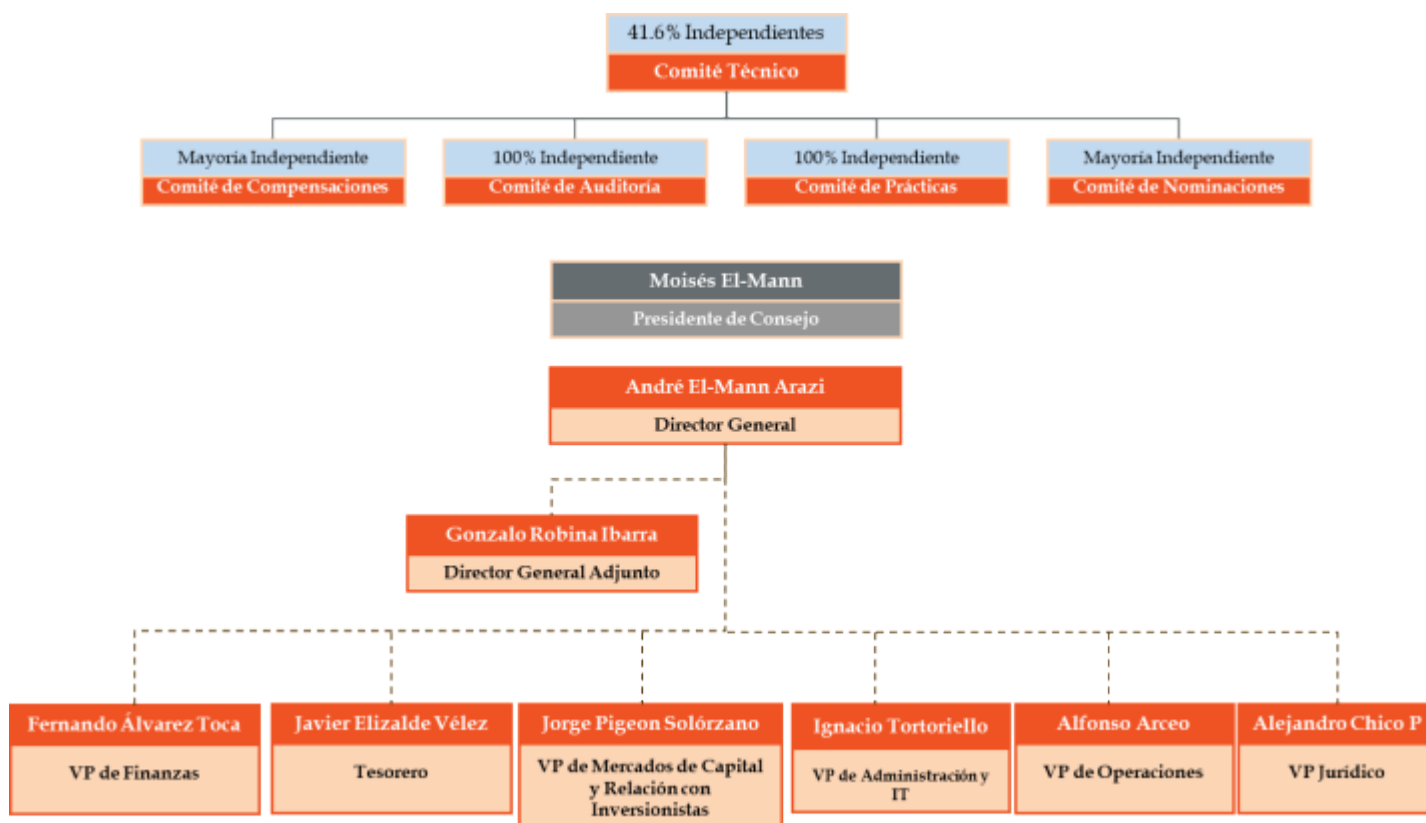 41.6% Independientes
Comité Técnico
Mayoría Independiente
Comité de Compensaciones
100% Independiente
Comité de Auditoría
100% Independiente
Comité de Prácticas
Mayoría Independiente
Comité de Nominaciones
Moisés El-Mann
Presidente de Consejo
André El-Mann Arazi
Director General
Gonzalo Robina Ibarra
Director General Adjunto
Fernando Álvarez Toca
VP de Finanzas
Javier Elizalde Vélez
Tesorero
Jorge Pigeon Solórzano
VP de Mercados de Capital
y Relación con
Inversionistas
Ignacio Tortoriello
VP de Administración y
IT
Alfonso Arceo
VP de Operaciones
Alejandro Chico P
VP Jurídico